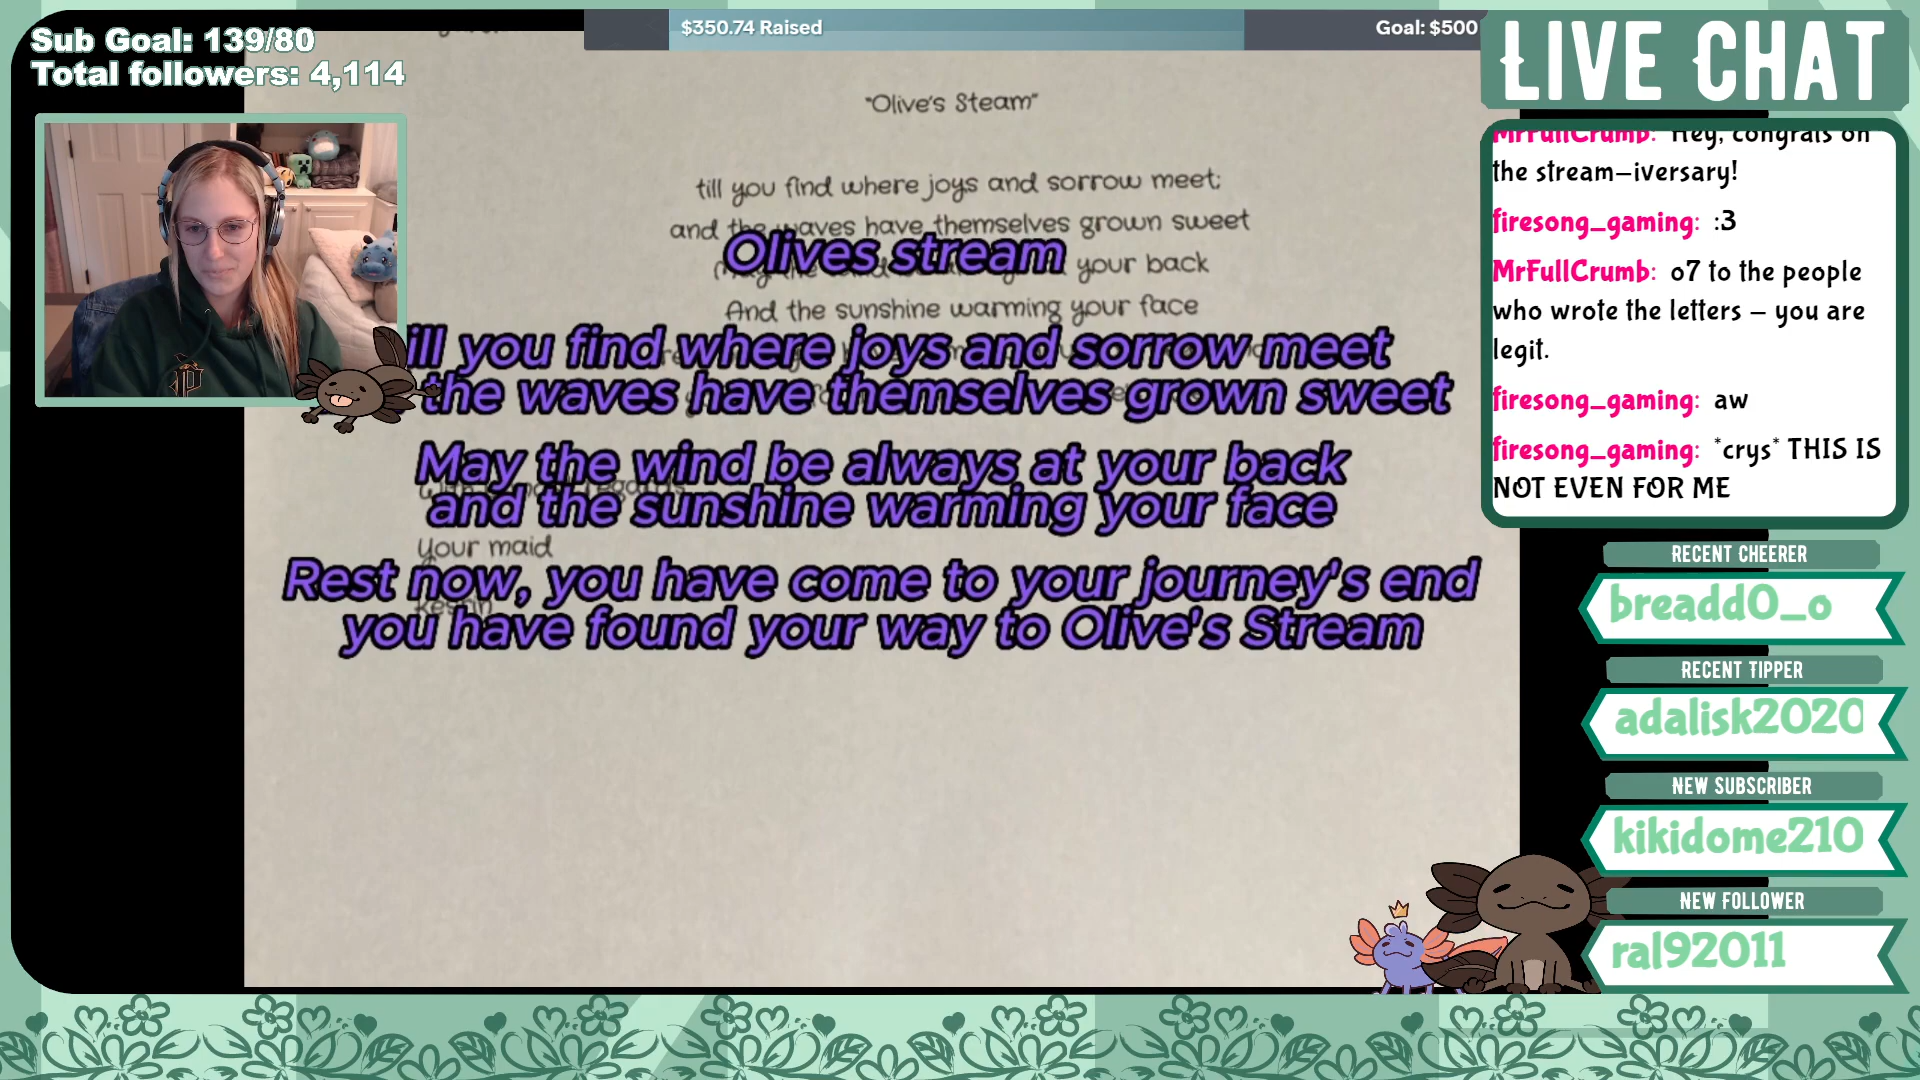 Sub Goal: 139/80
Total followers: 4,114
$350.74 Raised
Goal: $500
LIVE CHAT
"Olive's Steam"
till you find where joys and sorrow meet;
and the waves have themselves grown sweet
your back
And the sunshine warming your face
Your maid
Olives stream
ill you find where joys and sorrow meet
the waves have themselves grown sweet
May the wind be always at your back
and the sunshine warming your face
Rest now, you have come to your journey's end
you have found your way to Olive's Stream
MrFullCrumb: Hey, congrats on
the stream-iversary!
firesong_gaming: :3
MrFullCrumb: o7 to the people
who wrote the letters – you are
legit.
firesong_gaming: aw
firesong_gaming: *crys* THIS IS
NOT EVEN FOR ME
RECENT CHEERER
breadd0_o
RECENT TIPPER
adalisk2020
NEW SUBSCRIBER
kikidome210
NEW FOLLOWER
ral92011